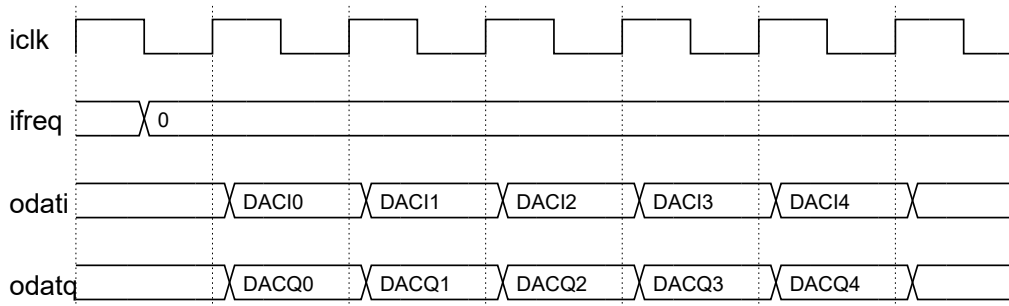 iclk
ifreq 0
odati DACI0 DACI1 DACI2 DACI3 DACI4
odatq DACQ0 DACQ1 DACQ2 DACQ3 DACQ4